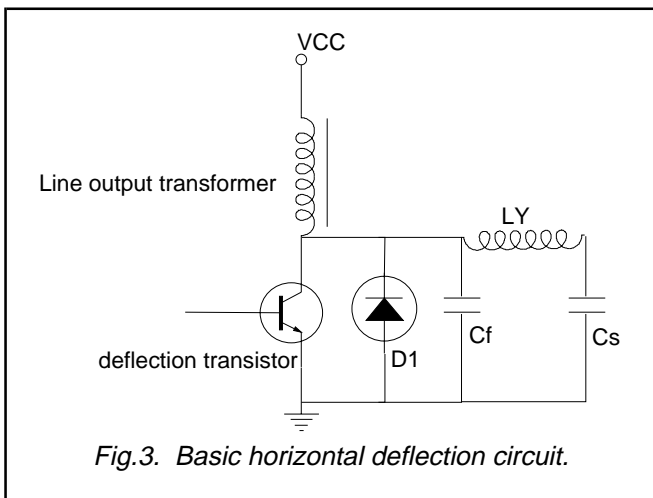 VCC
Line output transformer
LY
deflection transistor
D1
Cf
Cs
Fig.3. Basic horizontal deflection circuit.